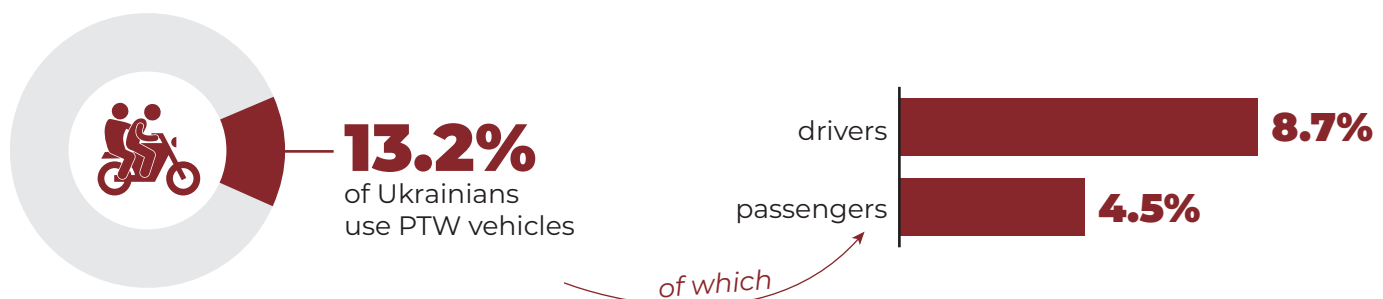 13.2%
of Ukrainians
use PTW vehicles
of which
drivers 8.7%
passengers 4.5%